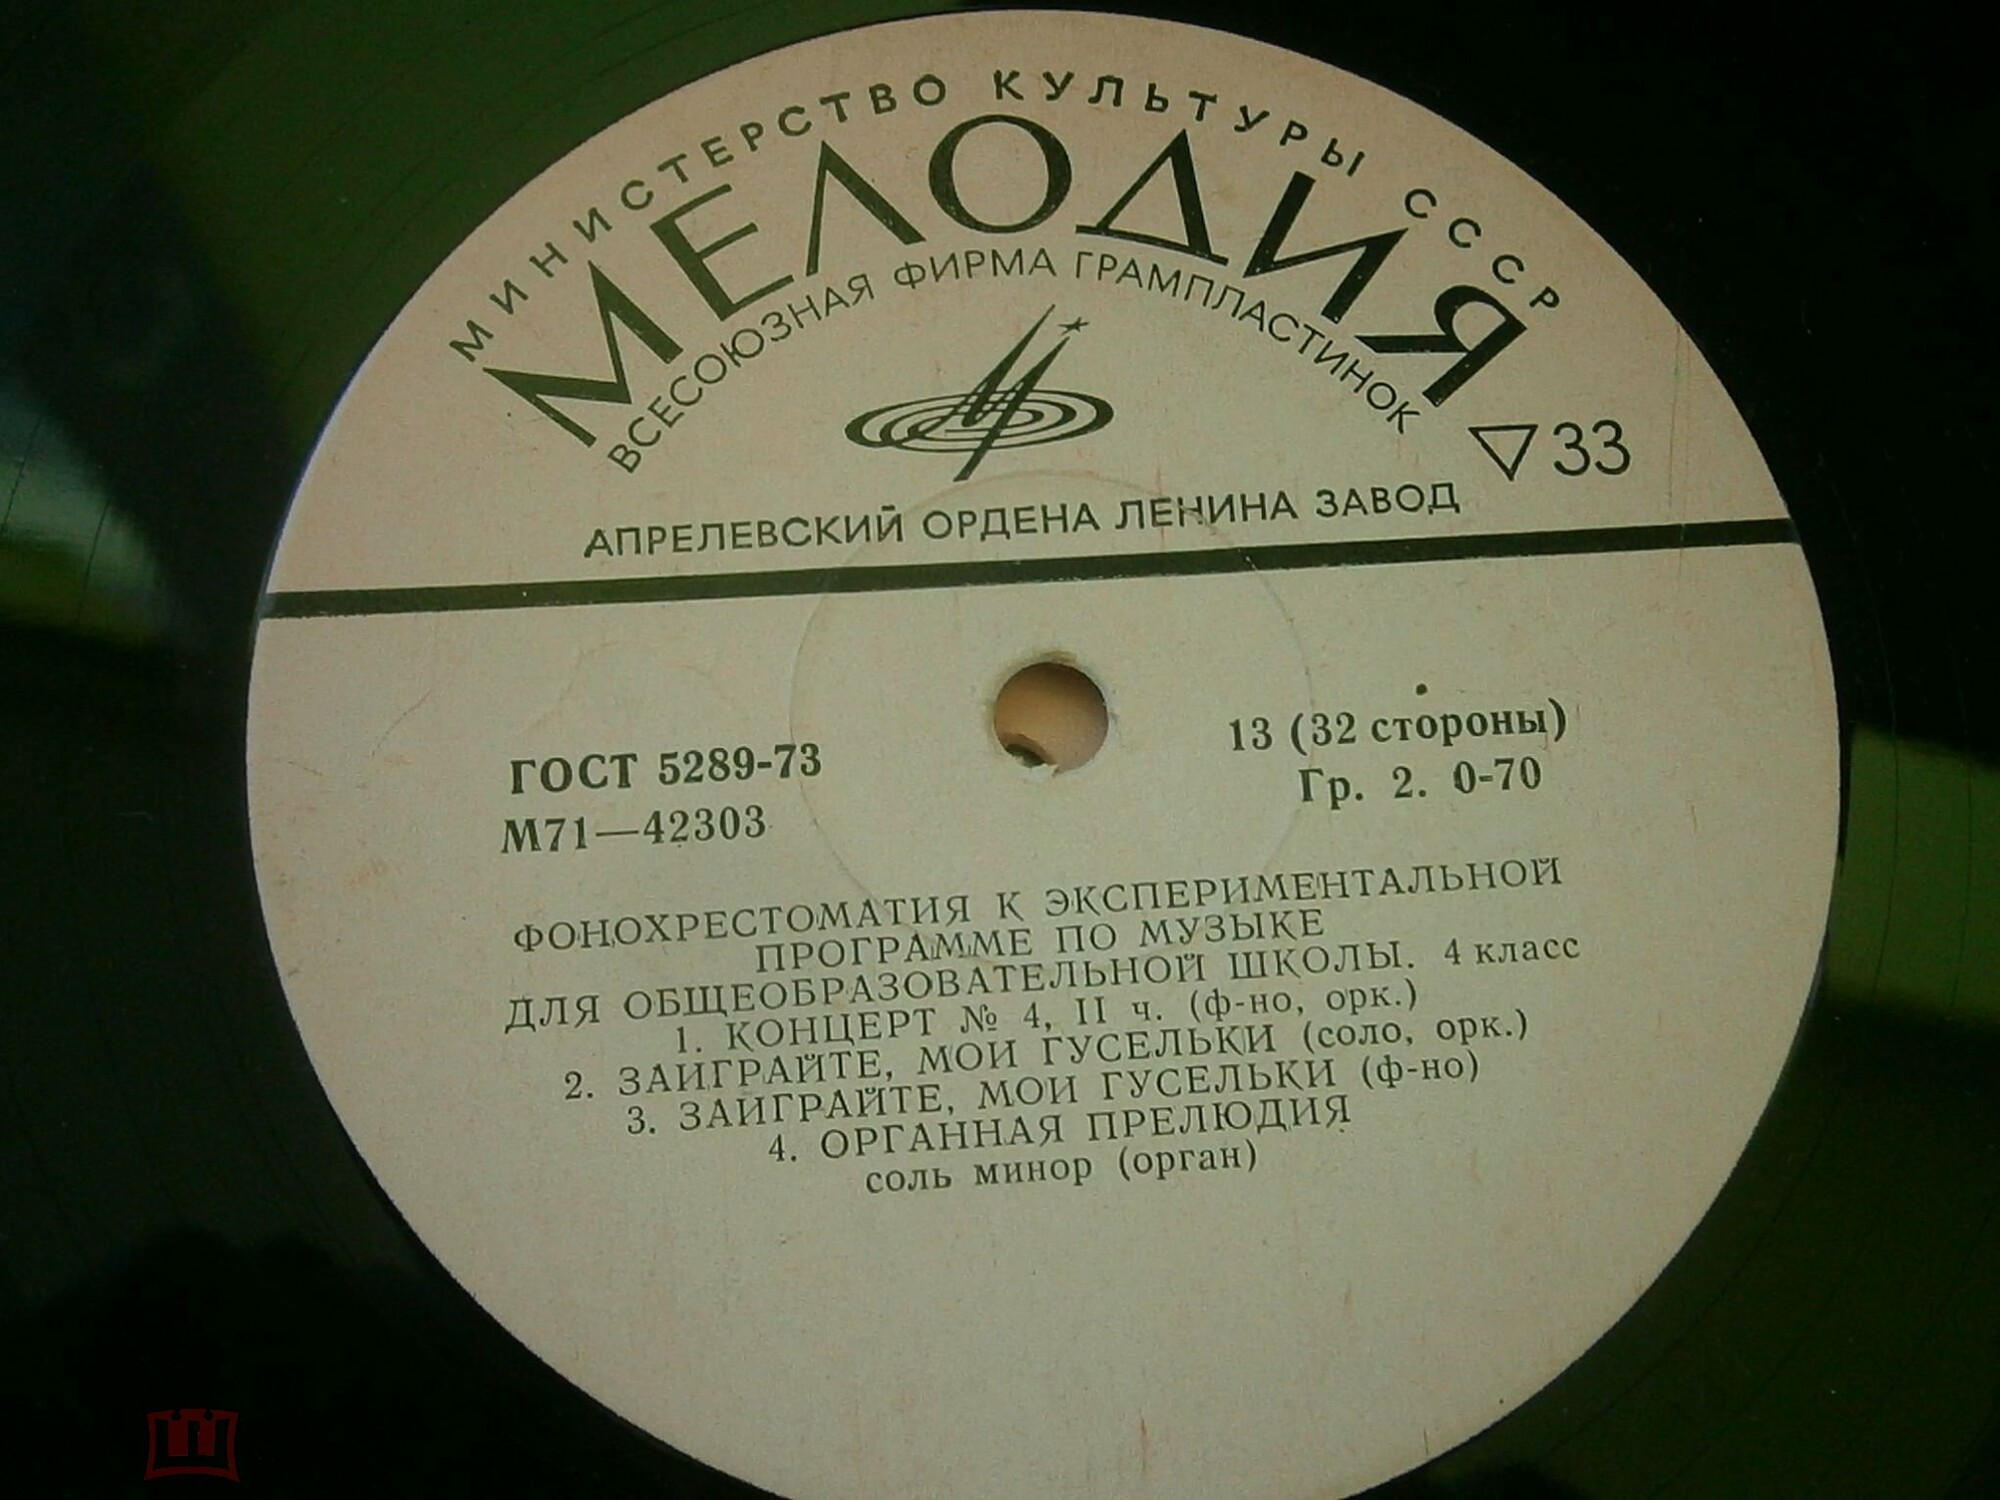 МИНИСТЕРСТВО КУЛЬТУРЫ СССР
МЕЛОДИЯ
ВСЕСОЮЗНАЯ ФИРМА ГРАМПЛАСТИНОК
33
АПРЕЛЕВСКИЙ ОРДЕНА ЛЕНИНА ЗАВОД
ГОСТ 5289-73
М71—42303
13 (32 стороны)
Гр. 2. 0-70
ФОНОХРЕСТОМАТИЯ К ЭКСПЕРИМЕНТАЛЬНОЙ
ПРОГРАММЕ ПО МУЗЫКЕ
ДЛЯ ОБЩЕОБРАЗОВАТЕЛЬНОЙ ШКОЛЫ. 4 класс
1. КОНЦЕРТ № 4, II ч. (ф-но, орк.)
2. ЗАИГРАЙТЕ, МОИ ГУСЕЛЬКИ (соло, орк.)
3. ЗАИГРАЙТЕ, МОИ ГУСЕЛЬКИ (ф-но)
4. ОРГАННАЯ ПРЕЛЮДИЯ
соль минор (орган)